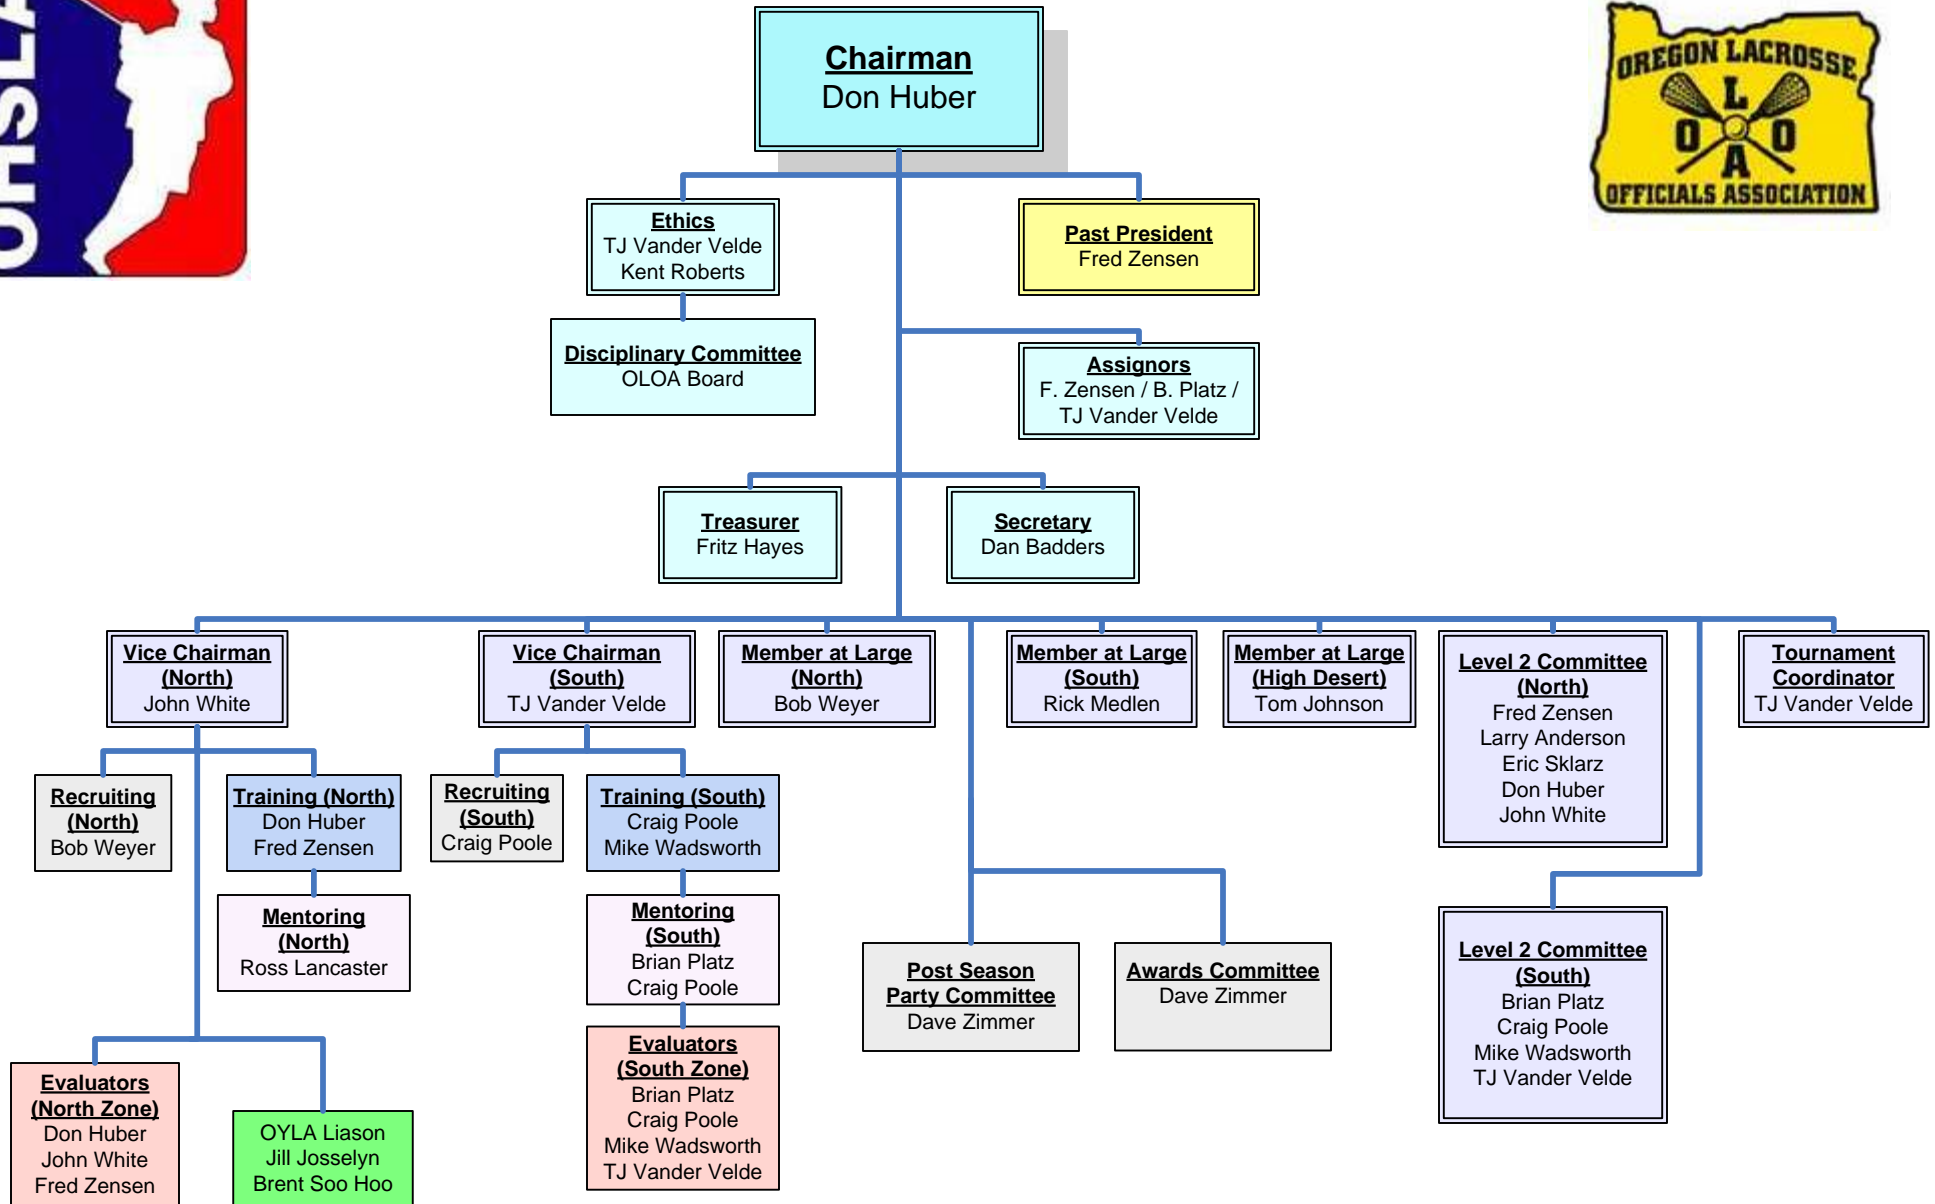 Chairman
Don Huber
OREGON LACROSSE
L
O O
A
OFFICIALS ASSOCIATION
Ethics
TJ Vander Velde
Kent Roberts
Past President
Fred Zensen
Disciplinary Committee
OLOA Board
Assignors
F. Zensen / B. Platz /
TJ Vander Velde
Treasurer
Fritz Hayes
Secretary
Dan Badders
Vice Chairman
(North)
John White
Vice Chairman
(South)
TJ Vander Velde
Member at Large
(North)
Bob Weyer
Member at Large
(South)
Rick Medlen
Member at Large
(High Desert)
Tom Johnson
Level 2 Committee
(North)
Fred Zensen
Larry Anderson
Eric Sklarz
Don Huber
John White
Tournament
Coordinator
TJ Vander Velde
Recruiting
(North)
Bob Weyer
Training (North)
Don Huber
Fred Zensen
Recruiting
(South)
Craig Poole
Training (South)
Craig Poole
Mike Wadsworth
Mentoring
(North)
Ross Lancaster
Mentoring
(South)
Brian Platz
Craig Poole
Post Season
Party Committee
Dave Zimmer
Awards Committee
Dave Zimmer
Level 2 Committee
(South)
Brian Platz
Craig Poole
Mike Wadsworth
TJ Vander Velde
Evaluators
(North Zone)
Don Huber
John White
Fred Zensen
OYLA Liason
Jill Josselyn
Brent Soo Hoo
Evaluators
(South Zone)
Brian Platz
Craig Poole
Mike Wadsworth
TJ Vander Velde